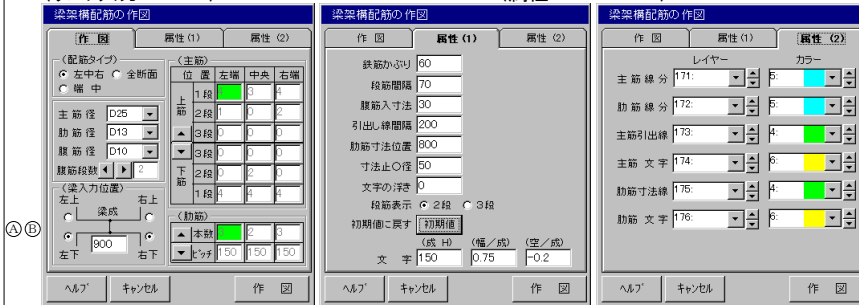 梁架構配筋の作図
作 図
属性 (1)
属性 (2)
(配筋タイプ)
左中右
全断面
端 中
主 筋 径
D25
肋 筋 径
D13
腹 筋 径
D10
腹筋段数
2
(梁入力位置)
左上
右上
梁成
900
左下
右下
(主筋)
位 置 左端 中央 右端
上筋
1段 3 4
2段 1 0 2
3段 0 0 0
下筋
3段 0 0 0
2段 0 2 0
1段 4 4 4
(肋筋)
本数 2 3
ピッチ 150 150 150
ヘルプ
キャンセル
作 図
梁架構配筋の作図
作 図
属性 (1)
属性 (2)
鉄筋かぶり 60
段筋間隔 70
腹筋入寸法 30
引出し線間隔 200
肋筋寸法位置 800
寸法止〇径 50
文字の浮き 0
段筋表示 2段 3段
初期値に戻す 初期値
(成 H) (幅/成) (空/成)
文 字 150 0.75 -0.2
ヘルプ
キャンセル
作 図
梁架構配筋の作図
作 図
属性 (1)
属性 (2)
レイヤー カラー
主 筋 線 分 171: 5:
肋 筋 線 分 172: 5:
主筋引出線 173: 4:
主筋 文字 174: 6:
肋筋寸法線 175: 4:
肋筋 文字 176: 6:
ヘルプ
キャンセル
作 図
Ⓐ Ⓑ